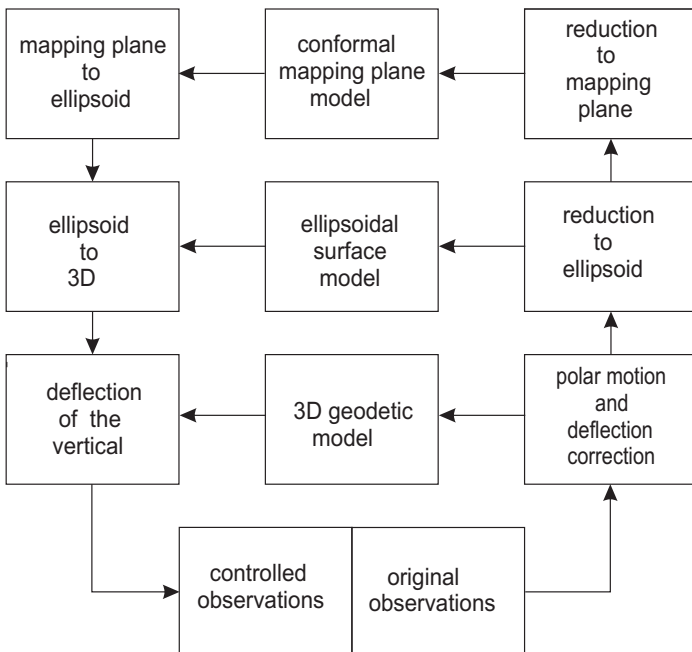 mapping plane
to
ellipsoid
conformal
mapping plane
model
reduction
to
mapping
plane
ellipsoid
to
3D
ellipsoidal
surface
model
reduction
to
ellipsoid
deflection
of the
vertical
3D geodetic
model
polar motion
and
deflection
correction
controlled
observations
original
observations